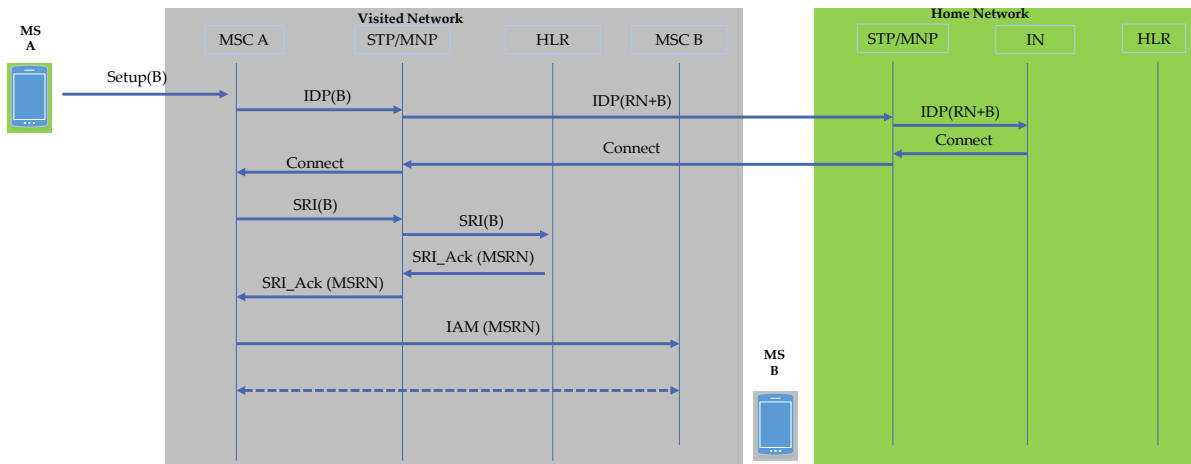 Visited Network
Home Network
MS
A
MSC A
STP/MNP
HLR
MSC B
STP/MNP
IN
HLR
Setup(B)
IDP(B)
IDP(RN+B)
IDP(RN+B)
Connect
Connect
Connect
SRI(B)
SRI(B)
SRI_Ack (MSRN)
SRI_Ack (MSRN)
IAM (MSRN)
MS
B